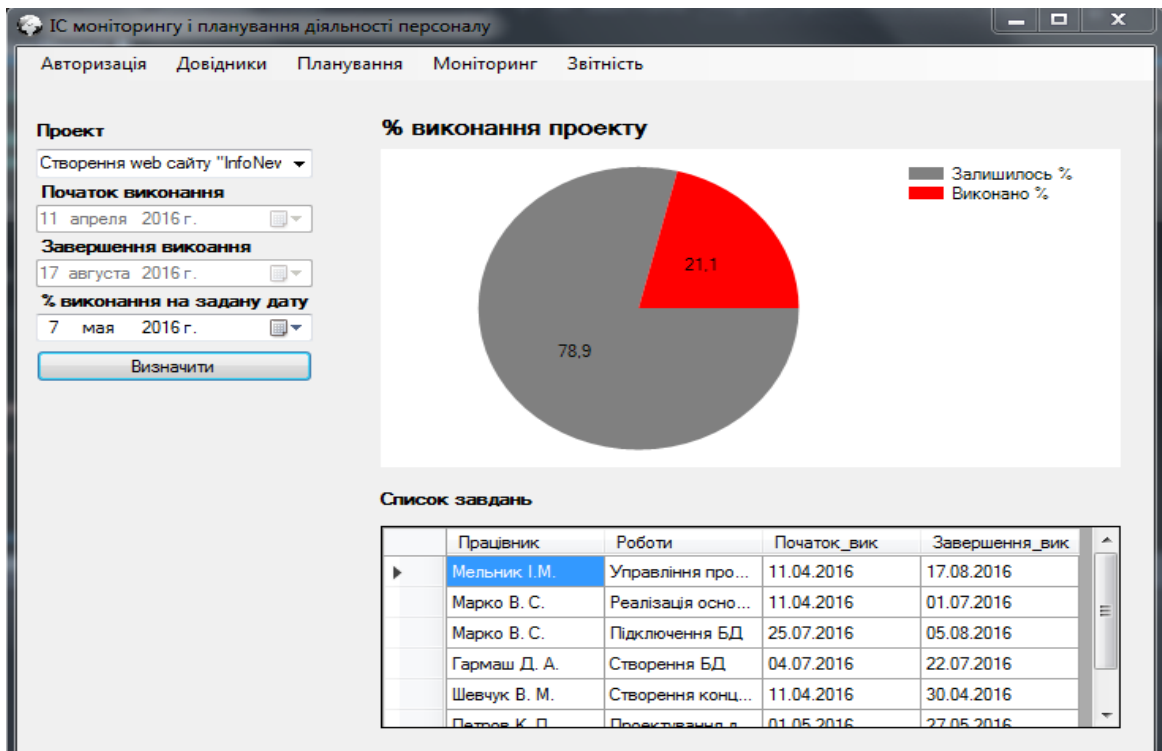 ІС моніторингу і планування діяльності персоналу
Авторизація Довідники Планування Моніторинг Звітність
Проект
Створення web сайту "InfoNev
Початок виконання
11 апреля 2016 г.
Завершення викоання
17 августа 2016 г.
% виконання на задану дату
7 мая 2016 г.
Визначити
% виконання проекту
Залишилось %
Виконано %
21,1
78,9
Список завдань
Працівник Роботи Початок_вик Завершення_вик
Мельник І.М. Управління про... 11.04.2016 17.08.2016
Марко В. С. Реалізація осно... 11.04.2016 01.07.2016
Марко В. С. Підключення БД 25.07.2016 05.08.2016
Гармаш Д. А. Створення БД 04.07.2016 22.07.2016
Шевчук В. М. Створення конц... 11.04.2016 30.04.2016
Петров К. П. Проектування д... 01.05.2016 27.05.2016